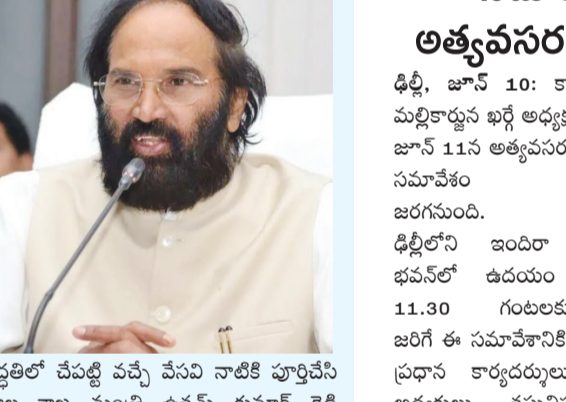 ద్ధతిలో చేపట్టి వచ్చే వేసవి నాటికి పూర్తిచేసి
అత్యవసర
ఢిల్లీ, జూన్ 10:
మల్లికార్జున ఖర్గే అధ్యక్ష
జూన్ 11న అత్యవసర
సమావేశం
జరగనుంది.
ఢిల్లీలోని ఇందిరా
భవన్‌లో ఉదయం
11.30 గంటలకు
జరిగే ఈ సమావేశానికి
ప్రధాన కార్యదర్శులు